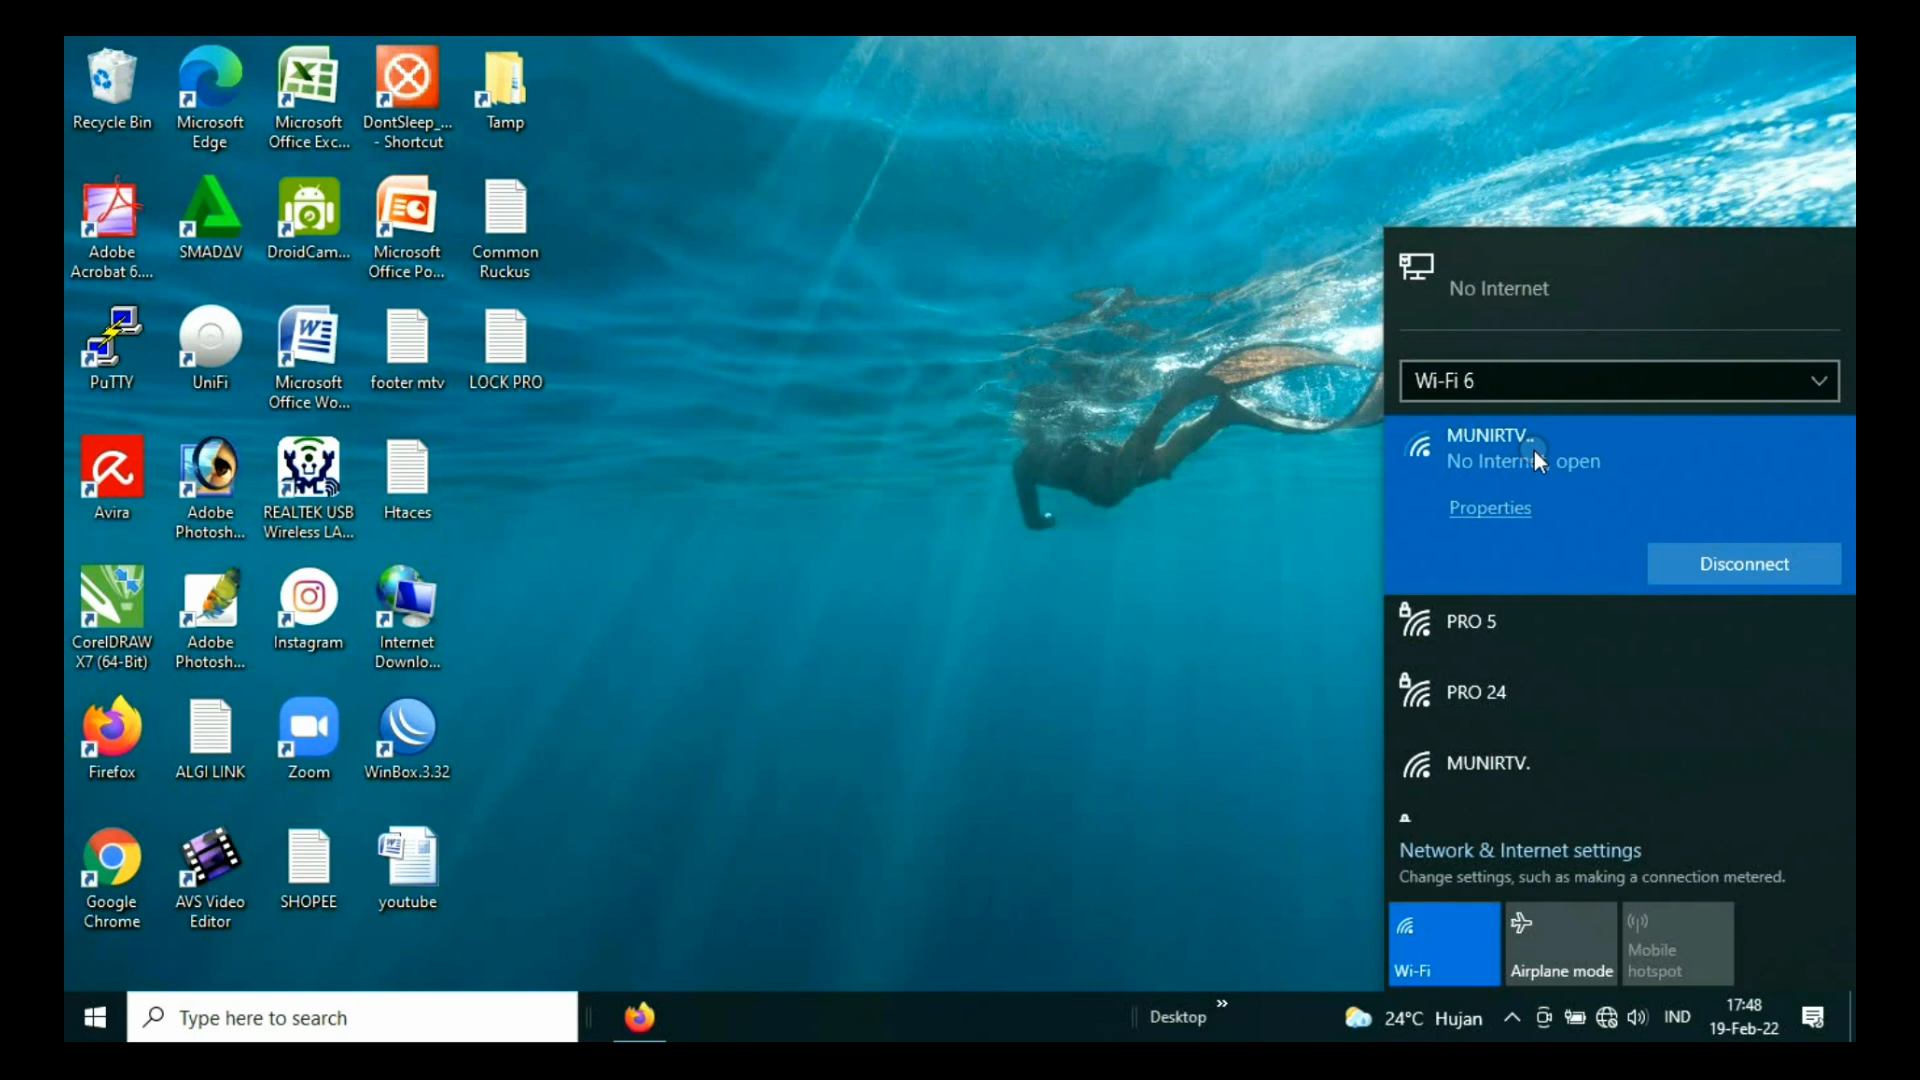 Recycle Bin
Microsoft
Edge
Microsoft
Office Exc...
DontSleep_...
- Shortcut
Tamp
Adobe
Acrobat 6....
SMADAV
DroidCam...
Microsoft
Office Po...
Common
Ruckus
PuTTY
UniFi
Microsoft
Office Wo...
footer mtv
LOCK PRO
Avira
Adobe
Photosh...
REALTEK USB
Wireless LA...
Htaces
CorelDRAW
X7 (64-Bit)
Adobe
Photosh...
Instagram
Internet
Downlo...
Firefox
ALGI LINK
Zoom
WinBox.3.32
Google
Chrome
AVS Video
Editor
SHOPEE
youtube
No Internet
Wi-Fi 6
MUNIRTV..
No Internet, open
Properties
Disconnect
PRO 5
PRO 24
MUNIRTV.
Network & Internet settings
Change settings, such as making a connection metered.
Wi-Fi
Airplane mode
Mobile
hotspot
Type here to search
Desktop
24°C Hujan
IND
17:48
19-Feb-22